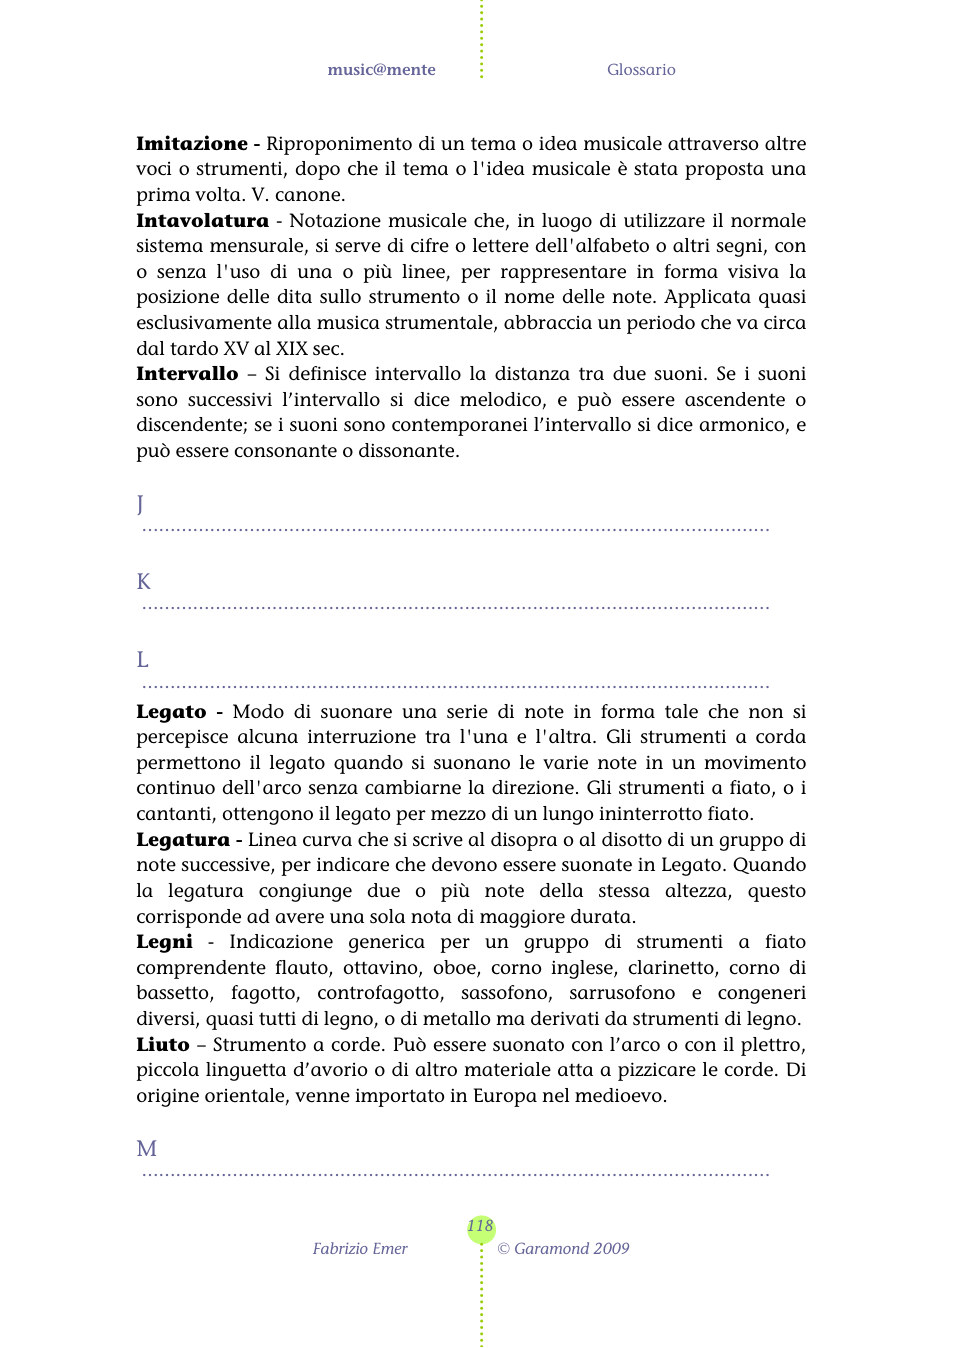 music@mente Glossario
Imitazione - Riproponimento di un tema o idea musicale attraverso altre
voci o strumenti, dopo che il tema o l'idea musicale è stata proposta una
prima volta. V. canone.
Intavolatura - Notazione musicale che, in luogo di utilizzare il normale
sistema mensurale, si serve di cifre o lettere dell'alfabeto o altri segni, con
o senza l'uso di una o più linee, per rappresentare in forma visiva la
posizione delle dita sullo strumento o il nome delle note. Applicata quasi
esclusivamente alla musica strumentale, abbraccia un periodo che va circa
dal tardo XV al XIX sec.
Intervallo – Si definisce intervallo la distanza tra due suoni. Se i suoni
sono successivi l’intervallo si dice melodico, e può essere ascendente o
discendente; se i suoni sono contemporanei l’intervallo si dice armonico, e
può essere consonante o dissonante.
J
K
L
Legato - Modo di suonare una serie di note in forma tale che non si
percepisce alcuna interruzione tra l'una e l'altra. Gli strumenti a corda
permettono il legato quando si suonano le varie note in un movimento
continuo dell'arco senza cambiarne la direzione. Gli strumenti a fiato, o i
cantanti, ottengono il legato per mezzo di un lungo ininterrotto fiato.
Legatura - Linea curva che si scrive al disopra o al disotto di un gruppo di
note successive, per indicare che devono essere suonate in Legato. Quando
la legatura congiunge due o più note della stessa altezza, questo
corrisponde ad avere una sola nota di maggiore durata.
Legni - Indicazione generica per un gruppo di strumenti a fiato
comprendente flauto, ottavino, oboe, corno inglese, clarinetto, corno di
bassetto, fagotto, controfagotto, sassofono, sarrusofono e congeneri
diversi, quasi tutti di legno, o di metallo ma derivati da strumenti di legno.
Liuto – Strumento a corde. Può essere suonato con l’arco o con il plettro,
piccola linguetta d’avorio o di altro materiale atta a pizzicare le corde. Di
origine orientale, venne importato in Europa nel medioevo.
M
118
Fabrizio Emer © Garamond 2009